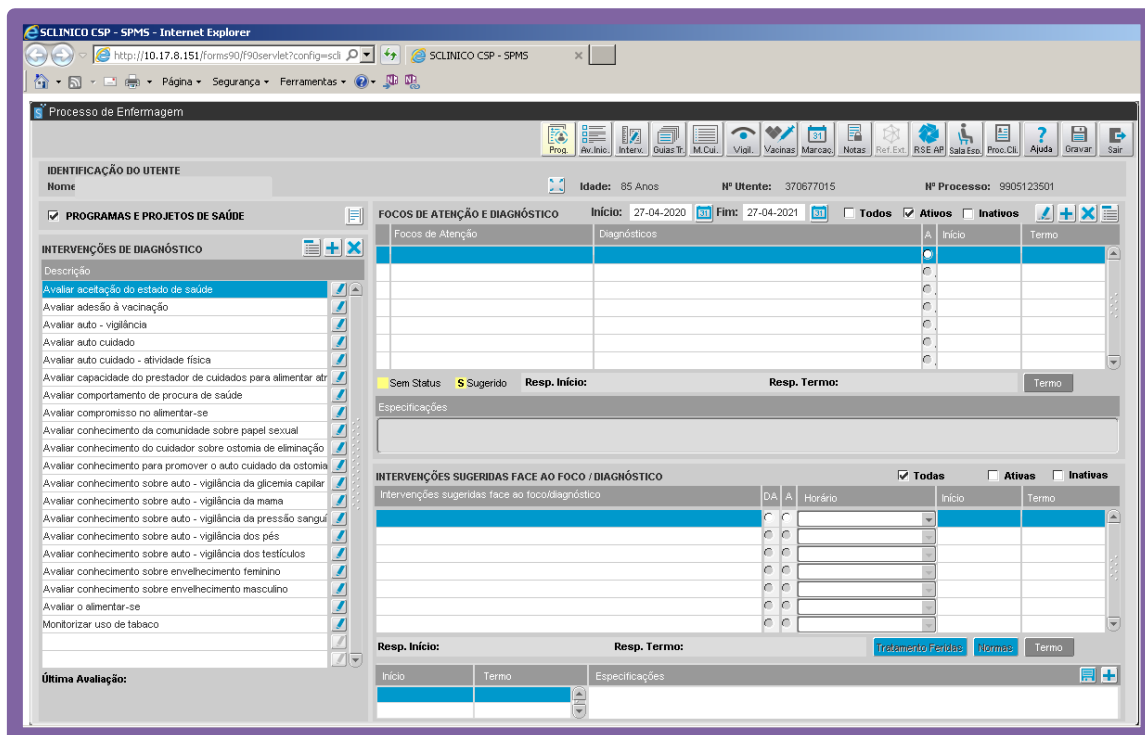 SCLINICO CSP - SPMS - Internet Explorer
http://10.17.8.151/forms90/f90servlet?config=scli
SCLINICO CSP - SPMS
Página Segurança Ferramentas
Processo de Enfermagem
Prog. Av.Inic. Interv. Guias Tr. M.Cui. Vigil. Vacinas Marcaç. Notas Ref.Ext. RSE AP Sala Esp. Proc.Cli. Ajuda Gravar Sair
IDENTIFICAÇÃO DO UTENTE
Nome
Idade: 85 Anos Nº Utente: 370677015 Nº Processo: 9905123501
PROGRAMAS E PROJETOS DE SAÚDE
INTERVENÇÕES DE DIAGNÓSTICO
Descrição
Avaliar aceitação do estado de saúde
Avaliar adesão à vacinação
Avaliar auto - vigilância
Avaliar auto cuidado
Avaliar auto cuidado - atividade física
Avaliar capacidade do prestador de cuidados para alimentar atr
Avaliar comportamento de procura de saúde
Avaliar compromisso no alimentar-se
Avaliar conhecimento da comunidade sobre papel sexual
Avaliar conhecimento do cuidador sobre ostomia de eliminação
Avaliar conhecimento para promover o auto cuidado da ostomia
Avaliar conhecimento sobre auto - vigilância da glicemia capilar
Avaliar conhecimento sobre auto - vigilância da mama
Avaliar conhecimento sobre auto - vigilância da pressão sanguí
Avaliar conhecimento sobre auto - vigilância dos pés
Avaliar conhecimento sobre auto - vigilância dos testículos
Avaliar conhecimento sobre envelhecimento feminino
Avaliar conhecimento sobre envelhecimento masculino
Avaliar o alimentar-se
Monitorizar uso de tabaco
Última Avaliação:
FOCOS DE ATENÇÃO E DIAGNÓSTICO Início: 27-04-2020 31 Fim: 27-04-2021 31 Todos Ativos Inativos
Focos de Atenção Diagnósticos A Início Termo
Sem Status S Sugerido Resp. Início: Resp. Termo: Termo
Especificações
INTERVENÇÕES SUGERIDAS FACE AO FOCO / DIAGNÓSTICO Todas Ativas Inativas
Intervenções sugeridas face ao foco/diagnóstico DA A Horário Início Termo
Resp. Início: Resp. Termo: Tratamento Feridas Normas Termo
Início Termo Especificações